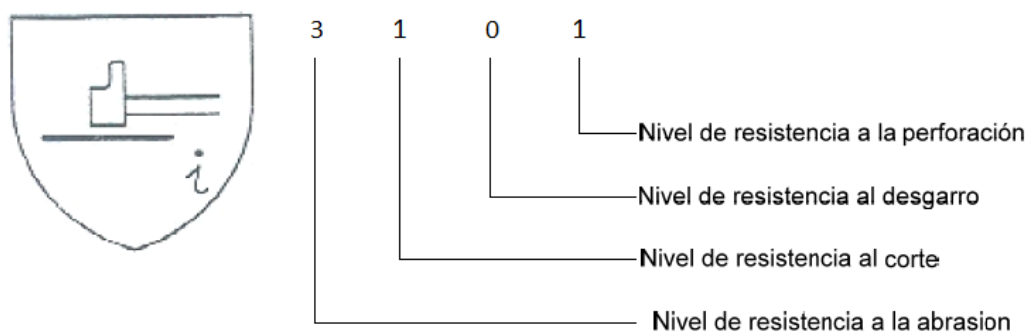 3 1 0 1
i
Nivel de resistencia a la perforación
Nivel de resistencia al desgarro
Nivel de resistencia al corte
Nivel de resistencia a la abrasion